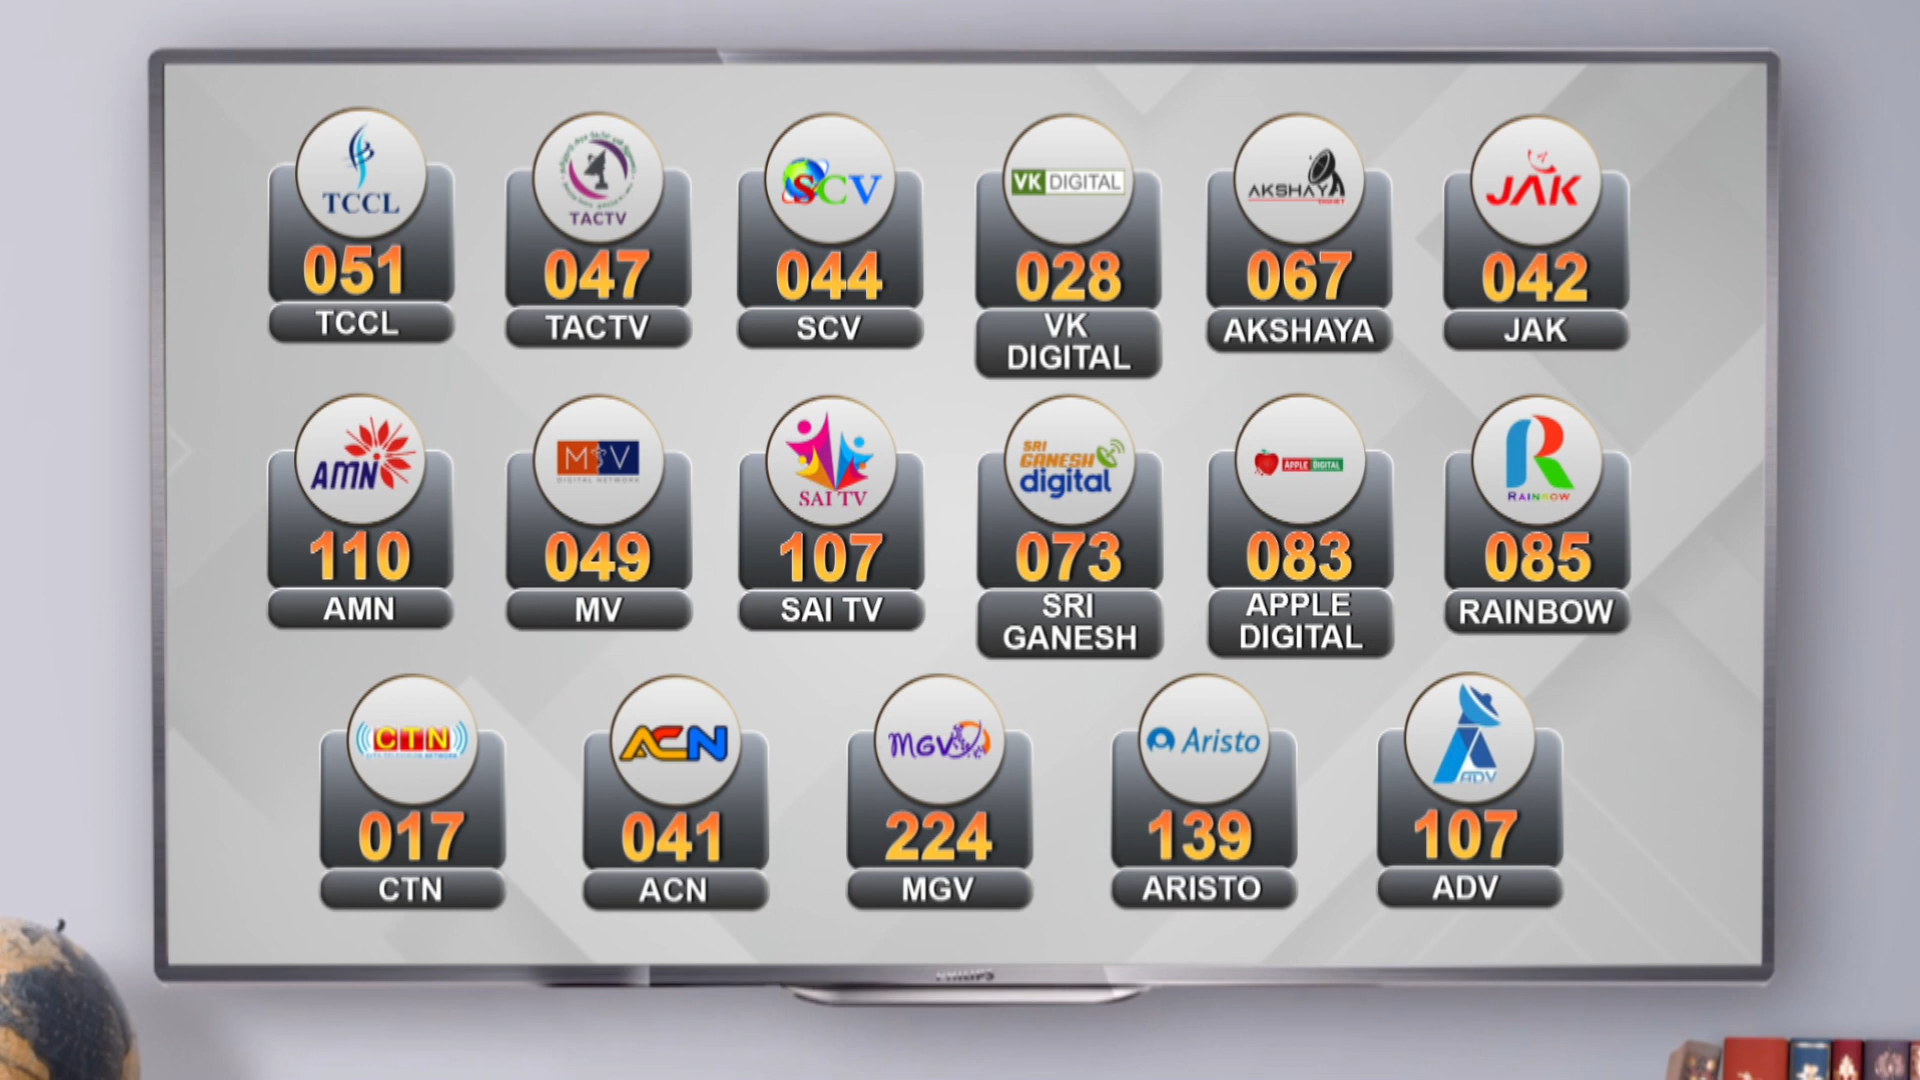 TCCL
051
TCCL
TACTV
047
TACTV
SCV
044
SCV
VK DIGITAL
028
VK
DIGITAL
AKSHAYA
067
AKSHAYA
JAK
042
JAK
AMN
110
AMN
MV
DIGITAL NETWORK
049
MV
SAI TV
107
SAI TV
SRI
GANESH
digital
073
SRI
GANESH
APPLE DIGITAL
083
APPLE
DIGITAL
RAINBOW
085
RAINBOW
CTN
017
CTN
ACN
041
ACN
MGV
224
MGV
Aristo
139
ARISTO
ADV
107
ADV
PHILIPS